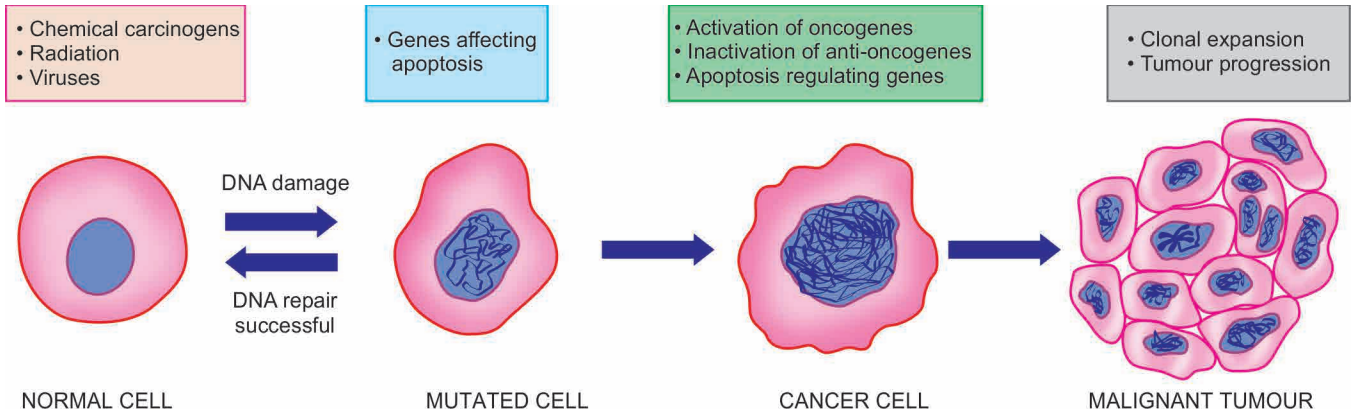 • Chemical carcinogens
• Radiation
• Viruses
• Genes affecting
apoptosis
• Activation of oncogenes
• Inactivation of anti-oncogenes
• Apoptosis regulating genes
• Clonal expansion
• Tumour progression
DNA damage
DNA repair
successful
NORMAL CELL
MUTATED CELL
CANCER CELL
MALIGNANT TUMOUR